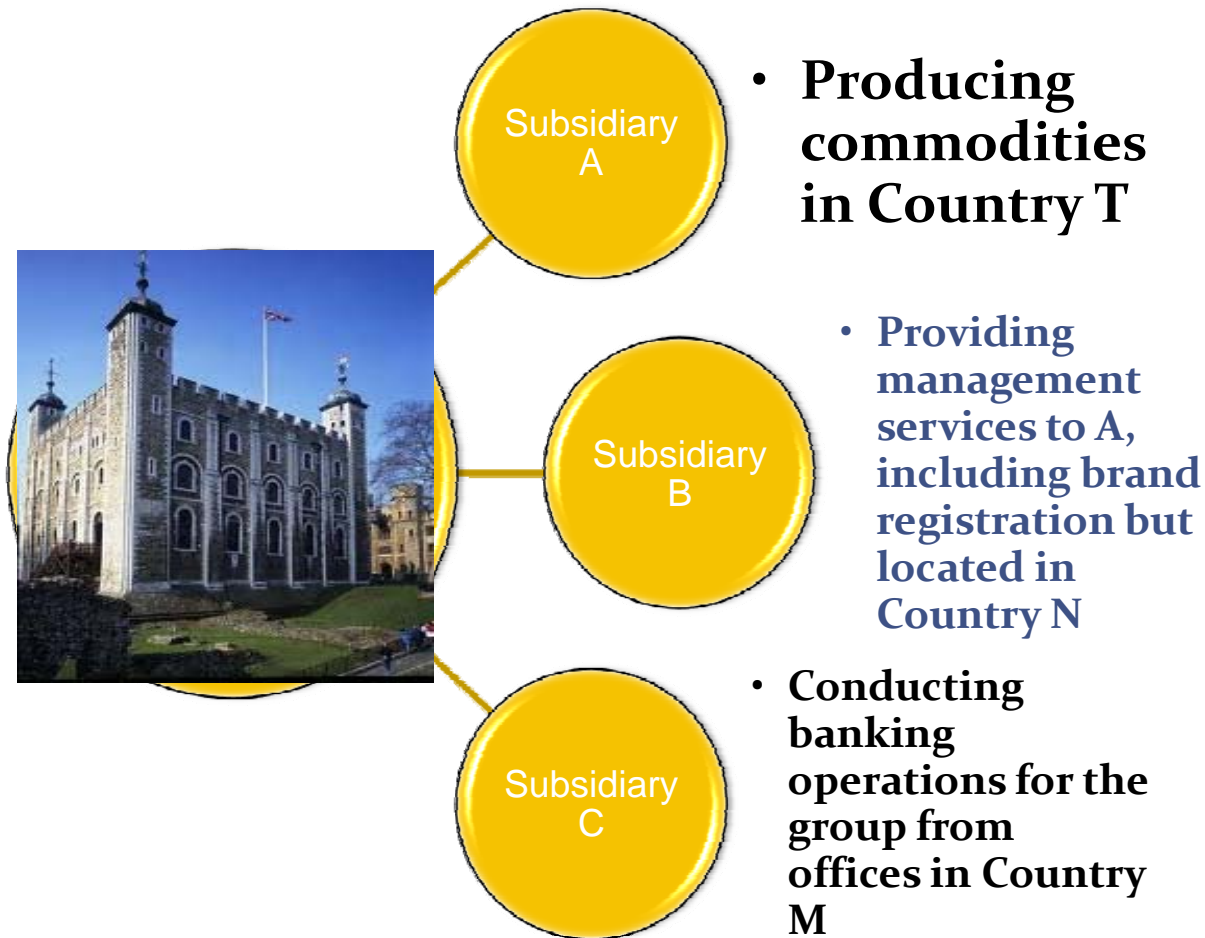 Subsidiary
A
• Producing
commodities
in Country T
Subsidiary
B
• Providing
management
services to A,
including brand
registration but
located in
Country N
Subsidiary
C
• Conducting
banking
operations for the
group from
offices in Country
M